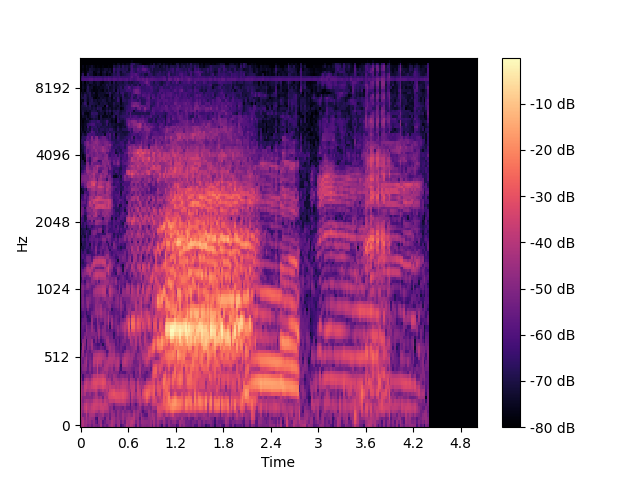 8192
4096
2048
1024
512
0
Hz
0 0.6 1.2 1.8 2.4 3 3.6 4.2 4.8
Time
-10 dB
-20 dB
-30 dB
-40 dB
-50 dB
-60 dB
-70 dB
-80 dB